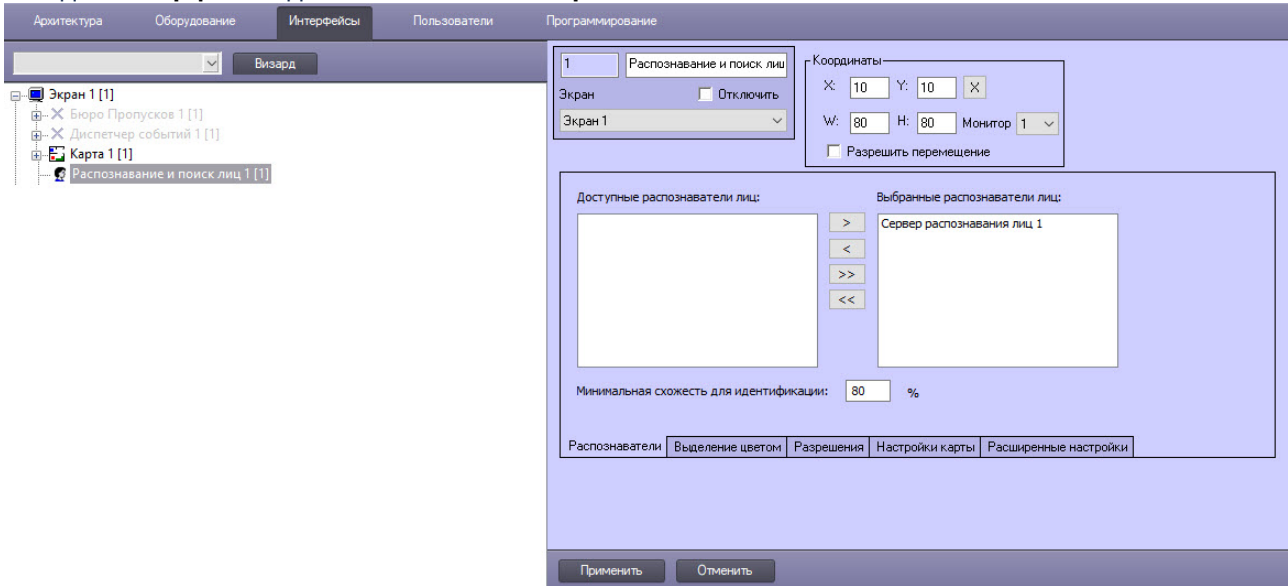 Архитектура Оборудование Интерфейсы Пользователи Программирование
Визард
Экран 1 [1]
Бюро Пропусков 1 [1]
Диспетчер событий 1 [1]
Карта 1 [1]
Распознавание и поиск лиц 1 [1]
1 Распознавание и поиск лиц
Экран Отключить
Экран 1
Координаты
X: 10 Y: 10 X
W: 80 H: 80 Монитор 1
Разрешить перемещение
Доступные распознаватели лиц: Выбранные распознаватели лиц:
> Сервер распознавания лиц 1
<
>>
<<
Минимальная схожесть для идентификации: 80 %
Распознаватели Выделение цветом Разрешения Настройки карты Расширенные настройки
Применить Отменить